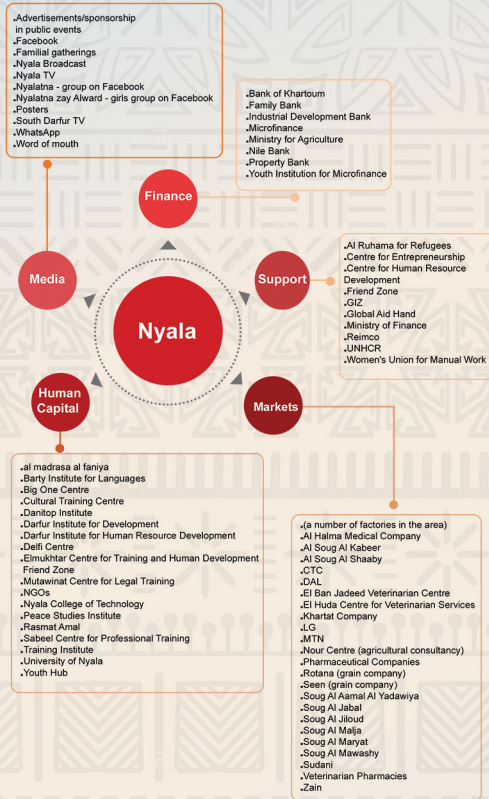 .Advertisements/sponsorship
in public events
.Facebook
.Familial gatherings
.Nyala Broadcast
.Nyala TV
.Nyalatna - group on Facebook
.Nyalatna zay Alward - girls group on Facebook
.Posters
.South Darfur TV
.WhatsApp
.Word of mouth
.Bank of Khartoum
.Family Bank
.Industrial Development Bank
.Microfinance
.Ministry for Agriculture
.Nile Bank
.Property Bank
.Youth Institution for Microfinance
Finance
Media
Support
Nyala
Human
Capital
Markets
.Al Ruhama for Refugees
.Centre for Entrepreneurship
.Centre for Human Resource
Development
.Friend Zone
.GIZ
.Global Aid Hand
.Ministry of Finance
.Reimco
.UNHCR
.Women's Union for Manual Work
.al madrasa al faniya
.Barty Institute for Languages
.Big One Centre
.Cultural Training Centre
.Danitop Institute
.Darfur Institute for Development
.Darfur Institute for Human Resource Development
.Delfi Centre
.Elmukhtar Centre for Training and Human Development
Friend Zone
.Mutawinat Centre for Legal Training
.NGOs
.Nyala College of Technology
.Peace Studies Institute
.Rasmat Amal
.Sabeel Centre for Professional Training
.Training Institute
.University of Nyala
.Youth Hub
.(a number of factories in the area)
.Al Halma Medical Company
.Al Soug Al Kabeer
.Al Soug Al Shaaby
.CTC
.DAL
.El Ban Jadeed Veterinarian Centre
.El Huda Centre for Veterinarian Services
.Khartat Company
.LG
.MTN
.Nour Centre (agricultural consultancy)
.Pharmaceutical Companies
.Rotana (grain company)
.Seen (grain company)
.Soug Al Aamal Al Yadawiya
.Soug Al Jabal
.Soug Al Jiloud
.Soug Al Malja
.Soug Al Maryat
.Soug Al Mawashy
.Sudani
.Veterinarian Pharmacies
.Zain